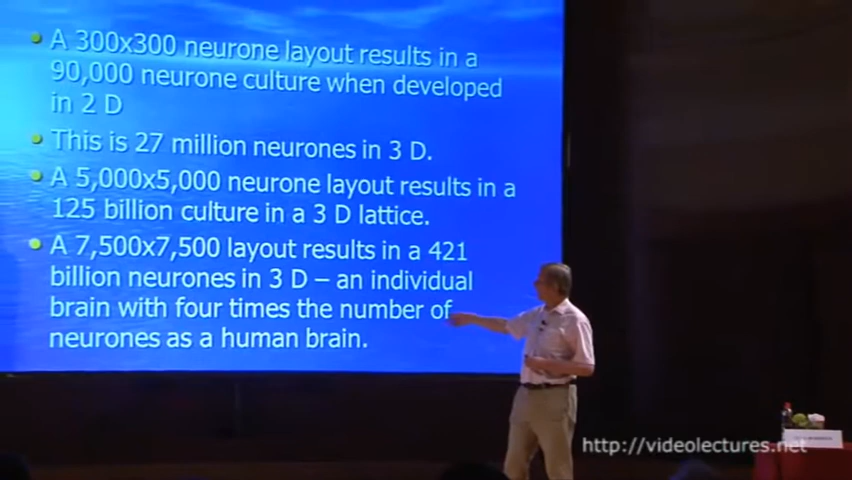 A 300x300 neurone layout results in a
90,000 neurone culture when developed
in 2 D
This is 27 million neurones in 3 D.
A 5,000x5,000 neurone layout results in a
125 billion culture in a 3 D lattice.
A 7,500x7,500 layout results in a 421
billion neurones in 3 D – an individual
brain with four times the number of
neurones as a human brain.
http://videolectures.net